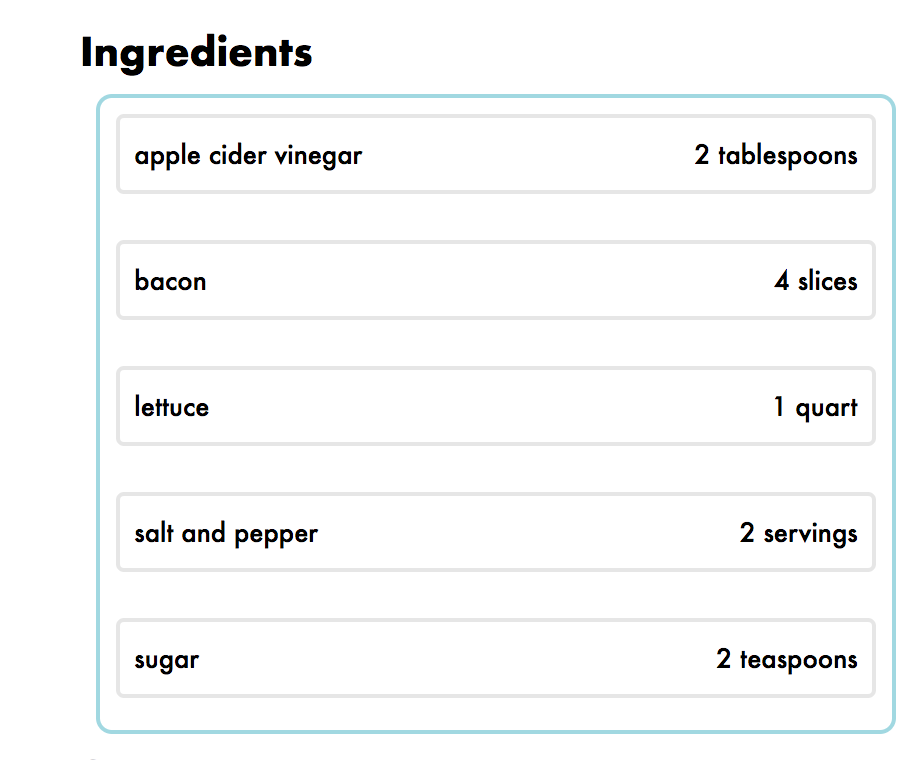 Ingredients
apple cider vinegar 2 tablespoons
bacon 4 slices
lettuce 1 quart
salt and pepper 2 servings
sugar 2 teaspoons